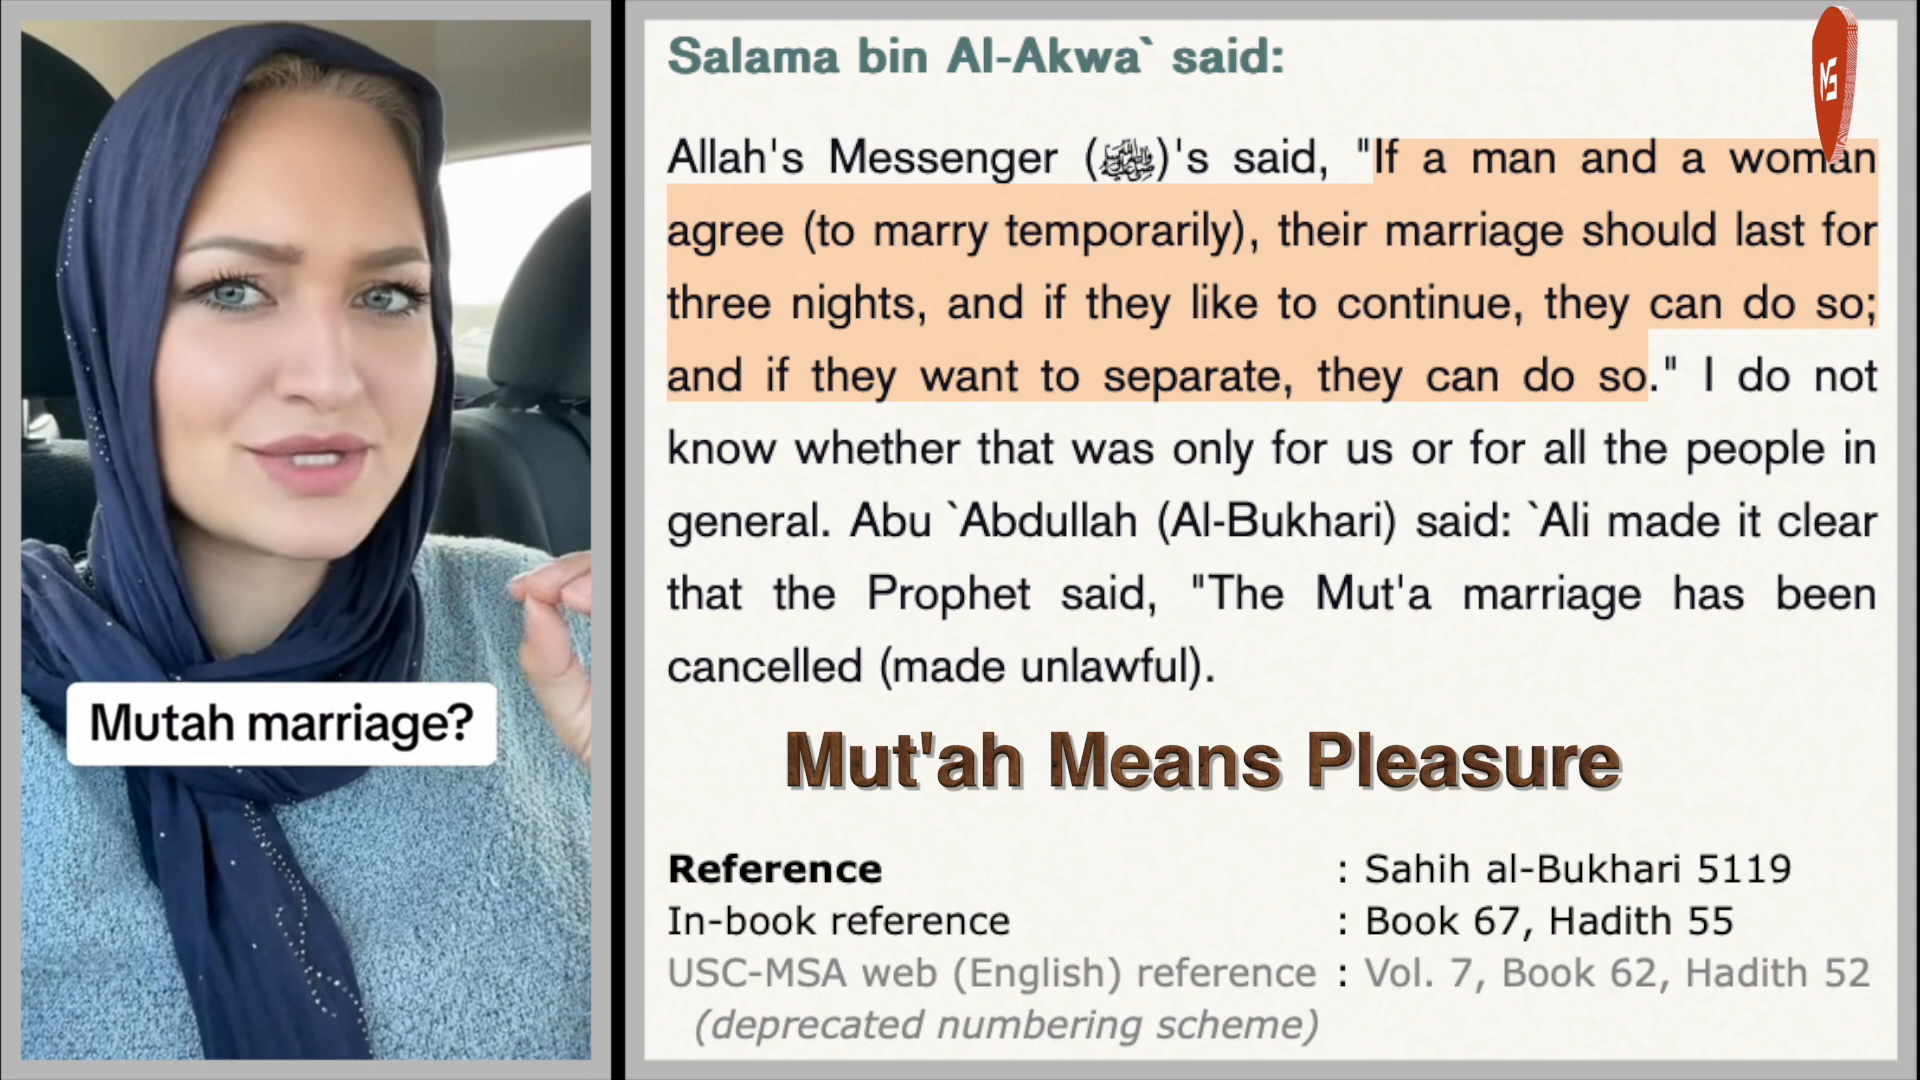 Mutah marriage?
Salama bin Al-Akwa` said:
Allah's Messenger (ﷺ)'s said, "If a man and a woman
agree (to marry temporarily), their marriage should last for
three nights, and if they like to continue, they can do so;
and if they want to separate, they can do so." I do not
know whether that was only for us or for all the people in
general. Abu `Abdullah (Al-Bukhari) said: `Ali made it clear
that the Prophet said, "The Mut'a marriage has been
cancelled (made unlawful).
Mut'ah Means Pleasure
Reference : Sahih al-Bukhari 5119
In-book reference : Book 67, Hadith 55
USC-MSA web (English) reference : Vol. 7, Book 62, Hadith 52
(deprecated numbering scheme)